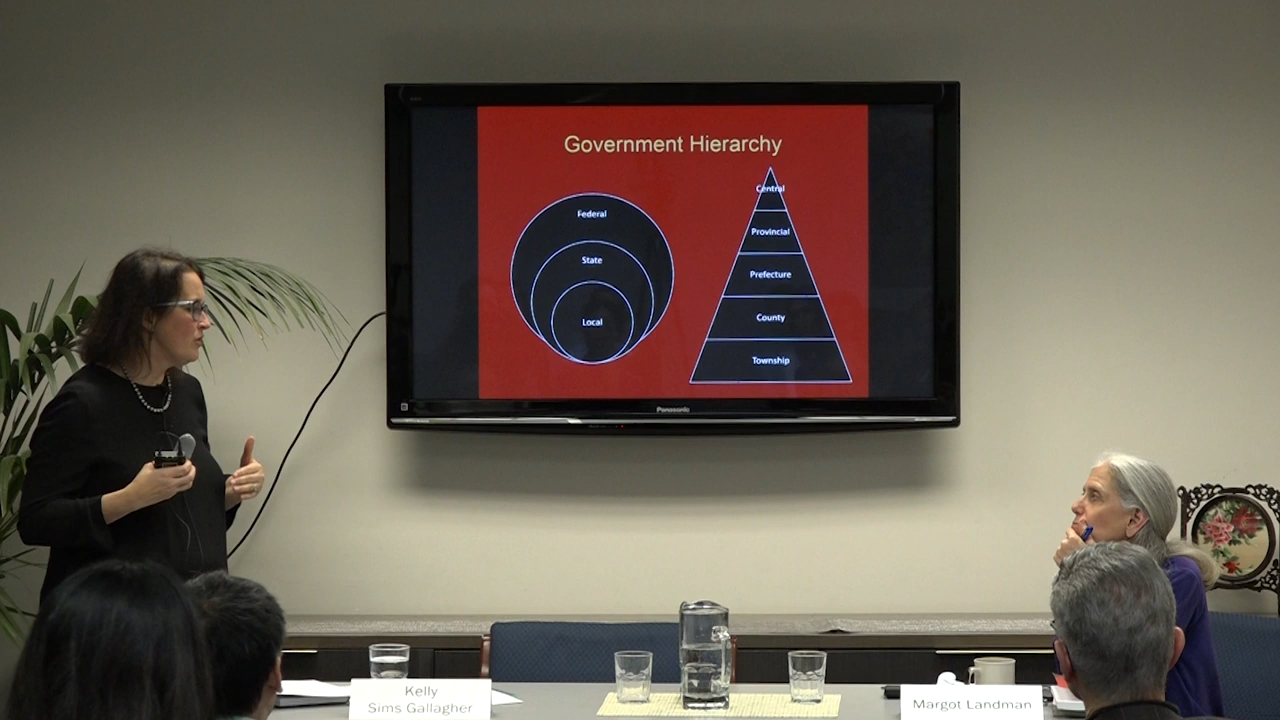 Government Hierarchy
Federal
State
Local
Central
Provincial
Prefecture
County
Township
Panasonic
Kelly
Sims Gallagher
Margot Landman